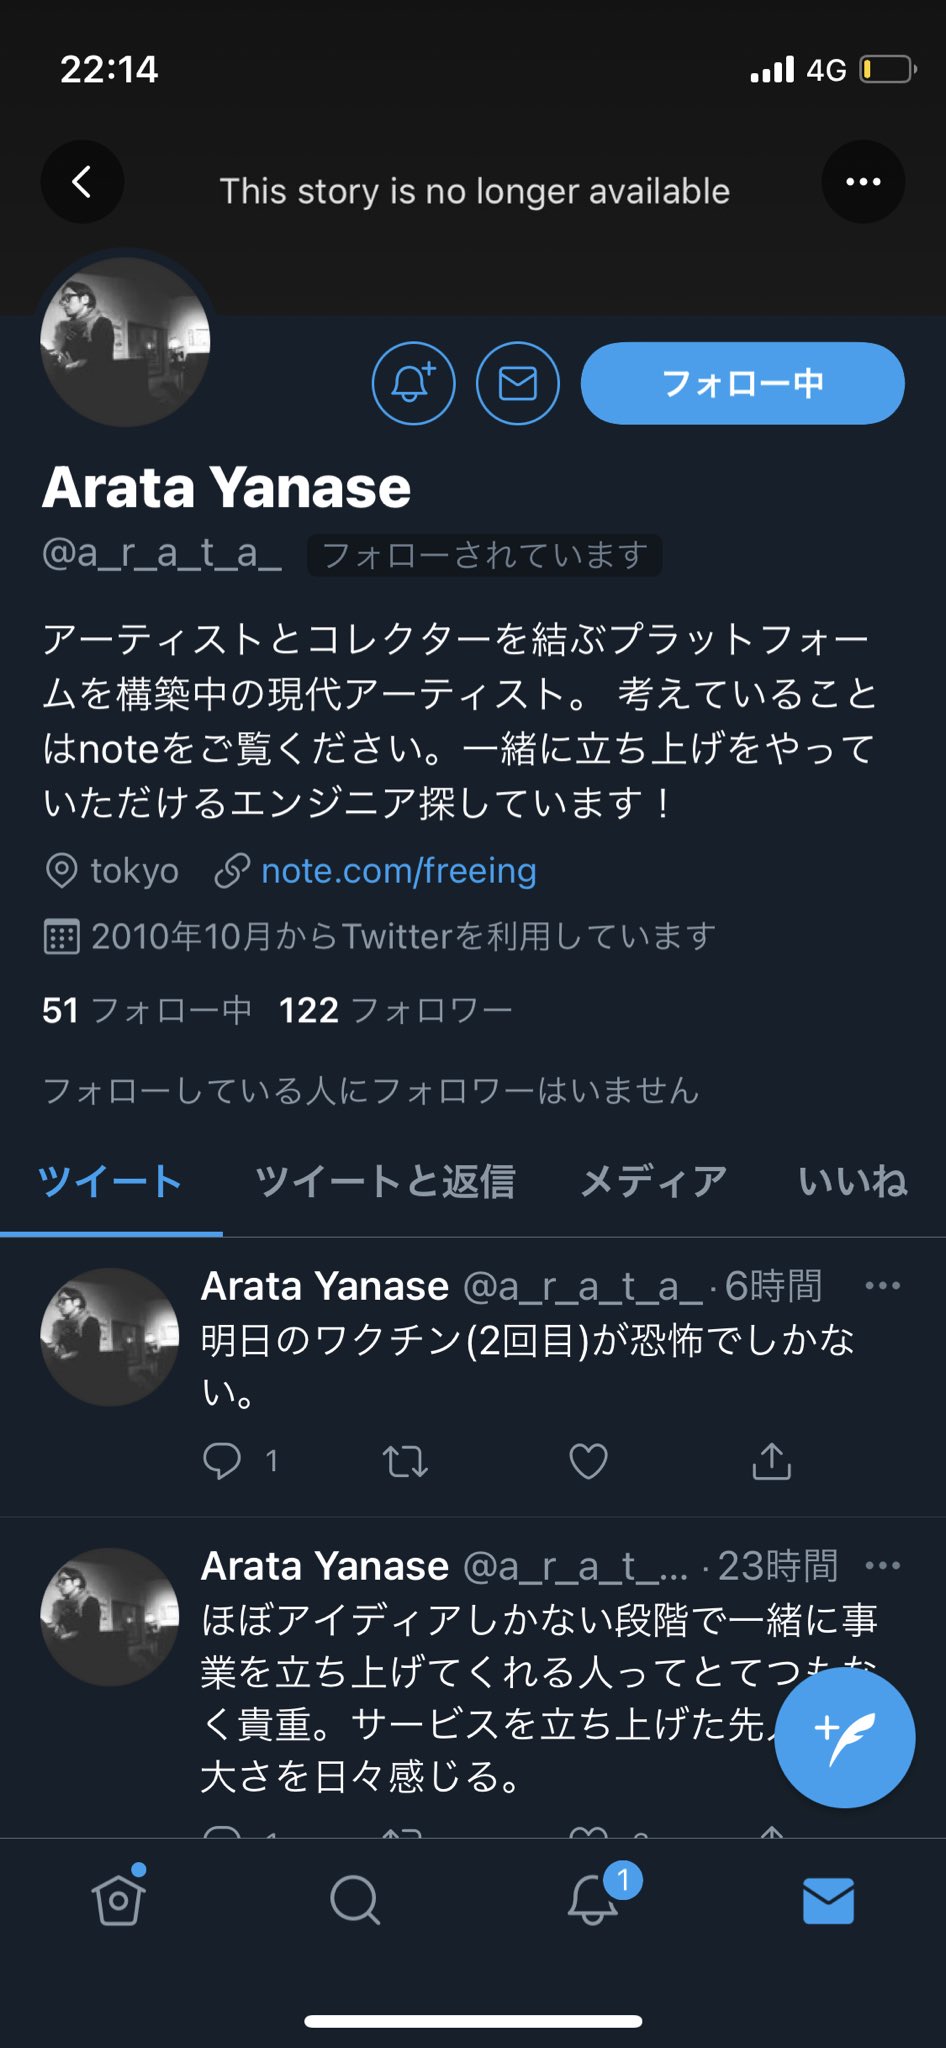 22:14
4G
This story is no longer available
フォロー中
Arata Yanase
@a_r_a_t_a_ フォローされています
アーティストとコレクターを結ぶプラットフォー
ムを構築中の現代アーティスト。 考えていること
はnoteをご覧ください。一緒に立ち上げをやって
いただけるエンジニア探しています！
tokyo note.com/freeing
2010年10月からTwitterを利用しています
51 フォロー中 122 フォロワー
フォローしている人にフォロワーはいません
ツイート ツイートと返信 メディア いいね
Arata Yanase @a_r_a_t_a_ · 6時間
明日のワクチン(2回目)が恐怖でしかな
い。
1
Arata Yanase @a_r_a_t_... · 23時間
ほぼアイディアしかない段階で一緒に事
業を立ち上げてくれる人ってとてつもな
く貴重。サービスを立ち上げた先
大さを日々感じる。
1